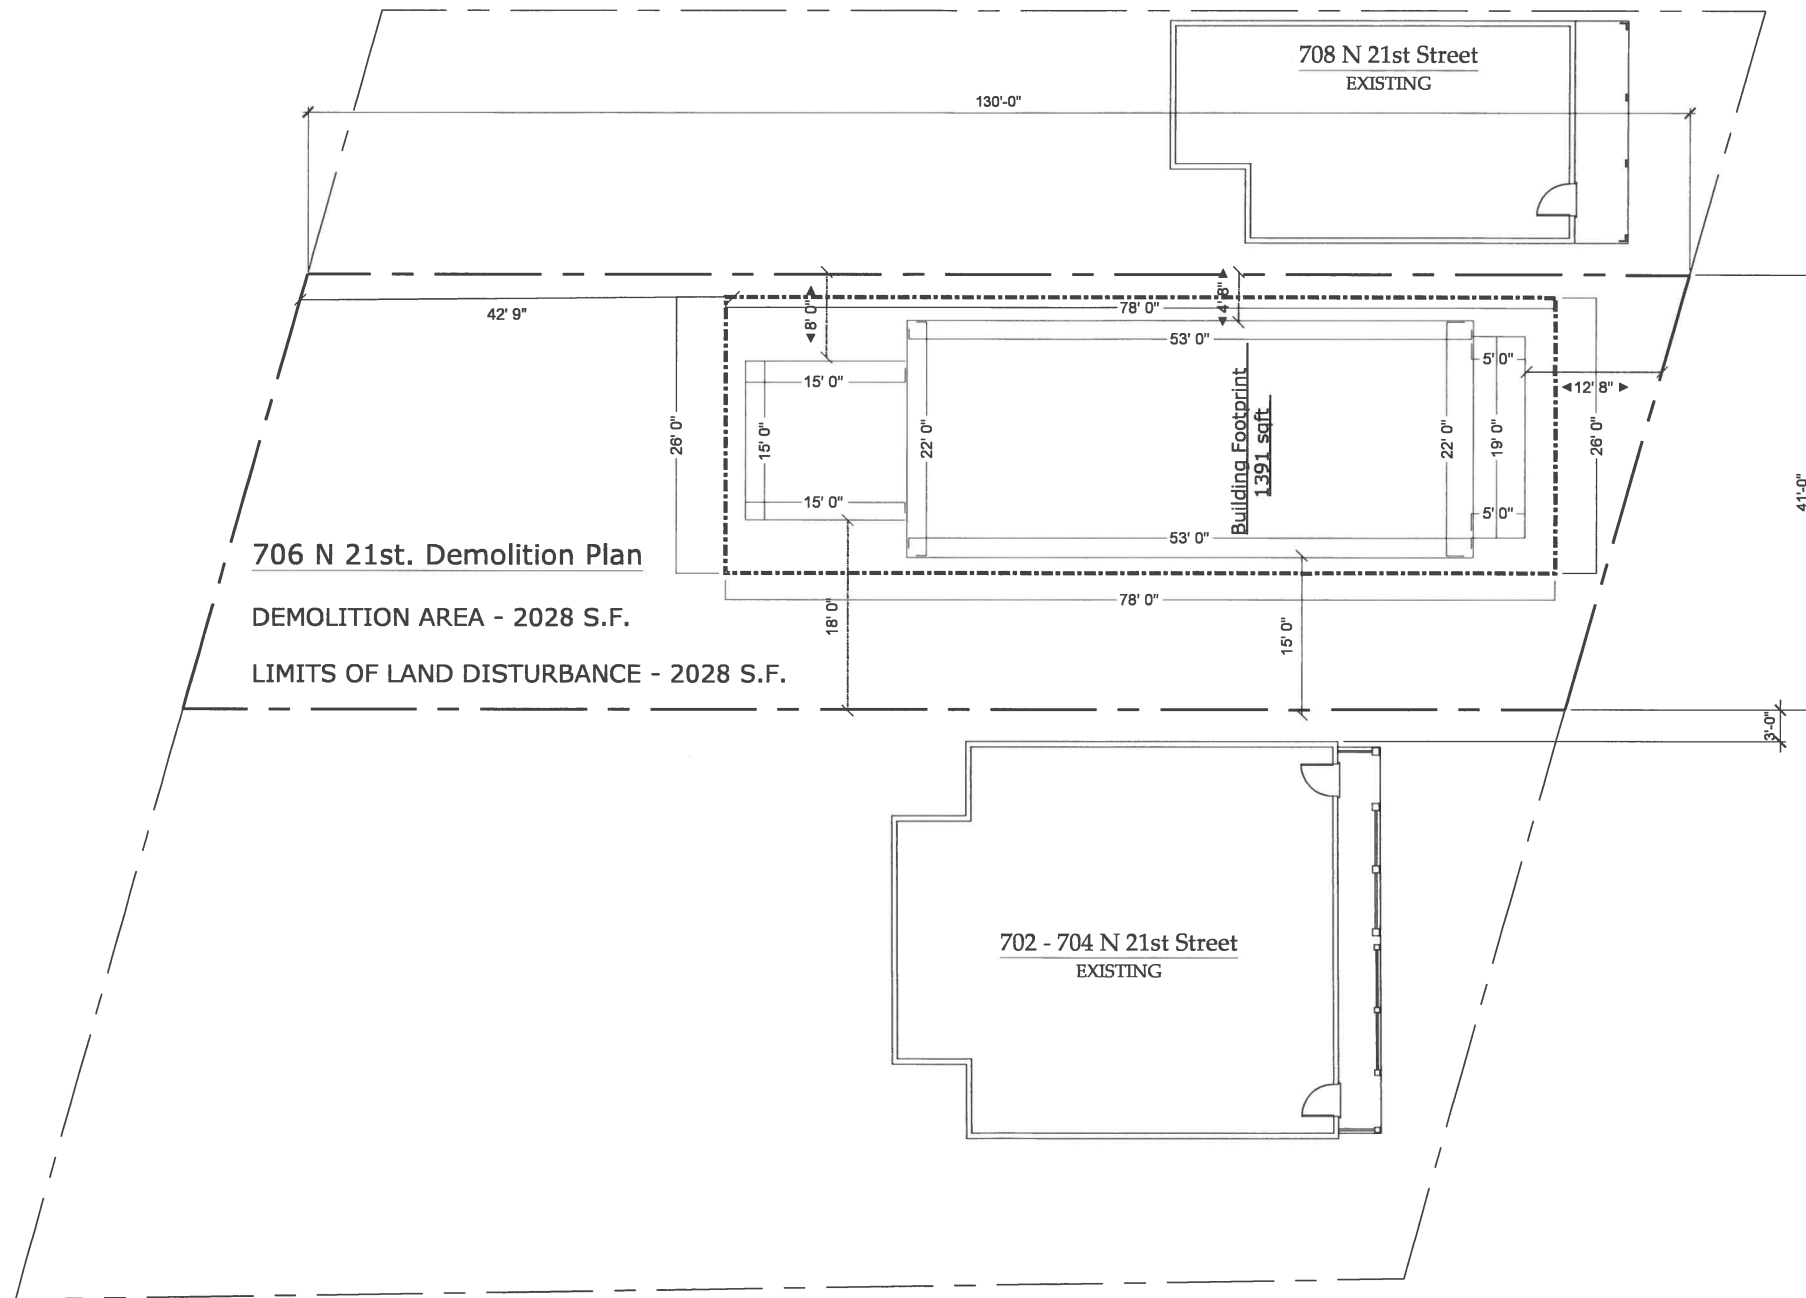 708 N 21st Street
EXISTING
130'-0"
42' 9"
8' 0"
4' 8"
78' 0"
53' 0"
5' 0"
12' 8"
15' 0"
26' 0"
15' 0"
22' 0"
Building Footprint
1391 sqft
22' 0"
19' 0"
26' 0"
41'-0"
15' 0"
5' 0"
53' 0"
706 N 21st. Demolition Plan
78' 0"
DEMOLITION AREA - 2028 S.F.
18' 0"
15' 0"
LIMITS OF LAND DISTURBANCE - 2028 S.F.
3'-0"
702 - 704 N 21st Street
EXISTING